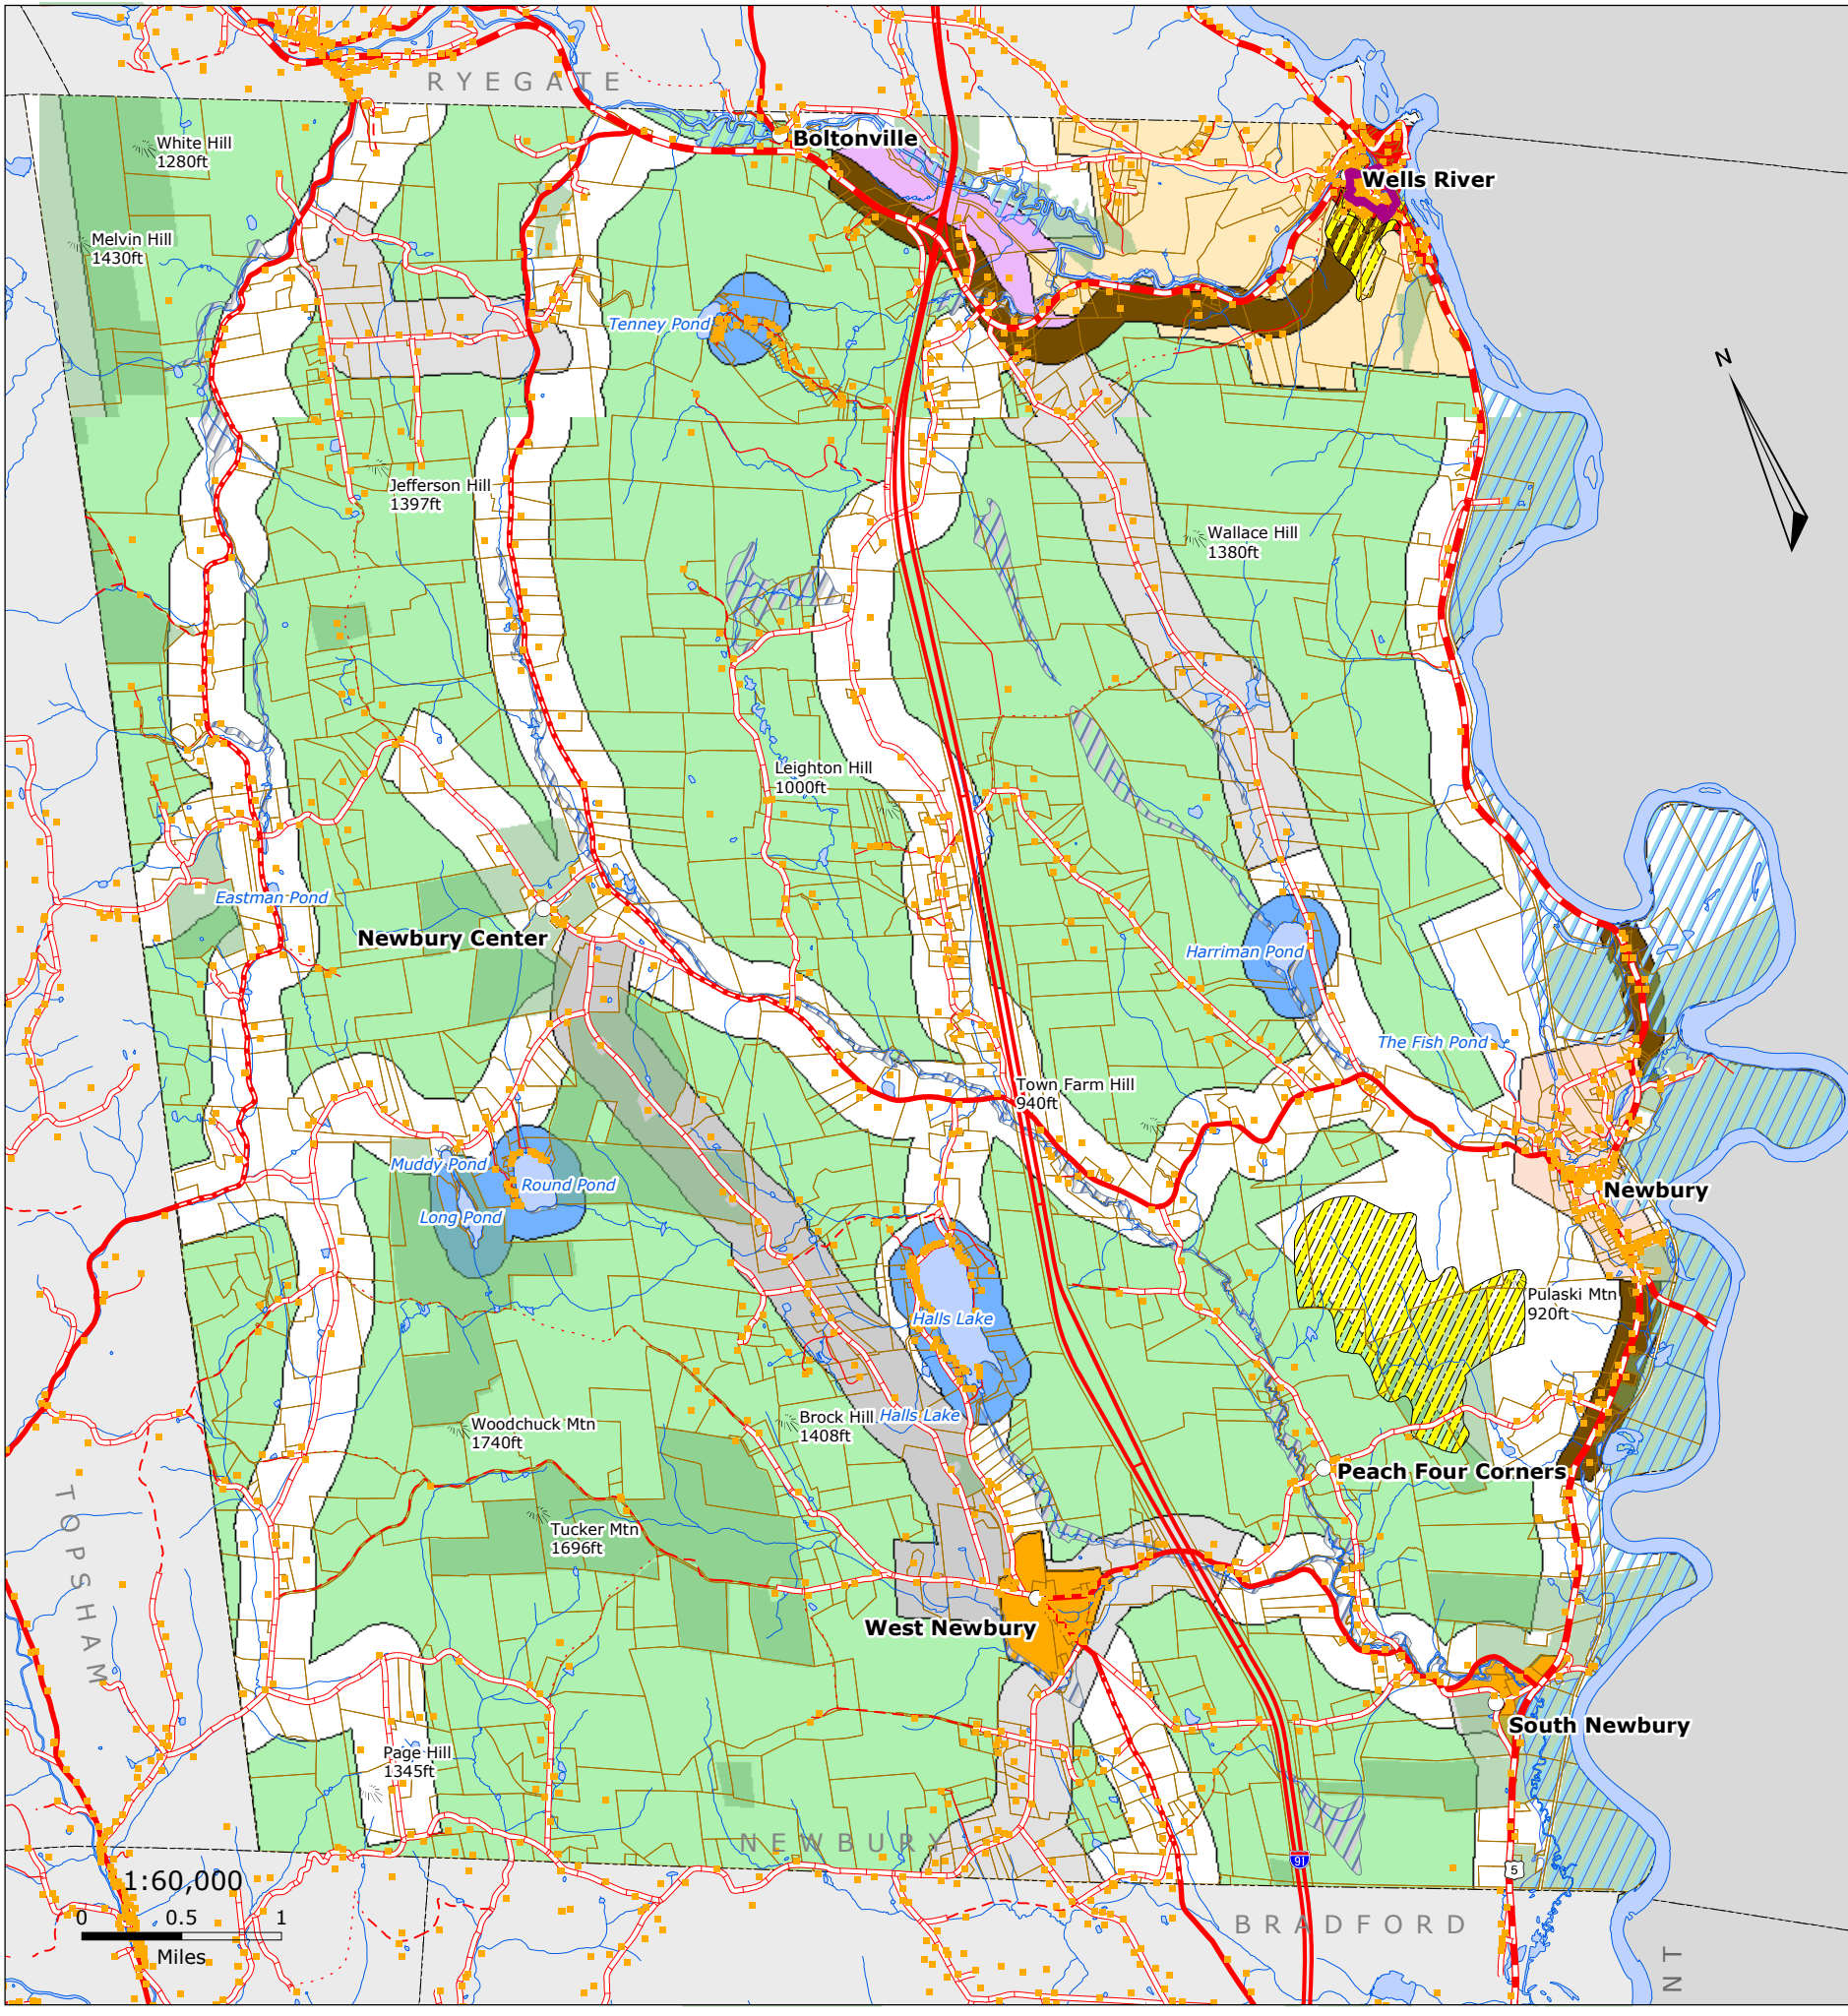 RYEGATE
Boltonville
White Hill
1280ft
Wells River
Melvin Hill
1430ft
Tenney Pond
N
Jefferson Hill
1397ft
Wallace Hill
1380ft
Leighton Hill
1000ft
Eastman Pond
Newbury Center
Harriman Pond
The Fish Pond
Town Farm Hill
940ft
Muddy Pond
Round Pond
Long Pond
Newbury
Halls Lake
Pulaski Mtn
920ft
Woodchuck Mtn
1740ft
Brock Hill
1408ft
Halls Lake
Peach Four Corners
TOPSHAM
Tucker Mtn
1696ft
West Newbury
South Newbury
Page Hill
1345ft
NEWBURY
91
5
1:60,000
0 0.5 1
Miles
BRADFORD
NT